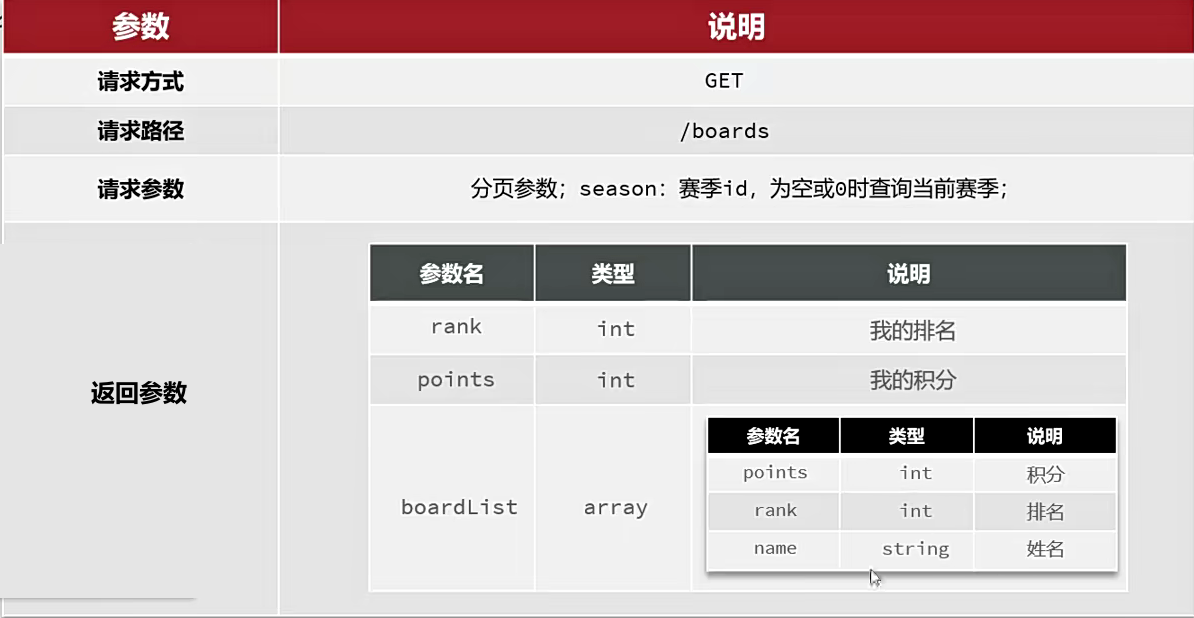 参数 说明
请求方式 GET
请求路径 /boards
请求参数 分页参数；season：赛季id，为空或0时查询当前赛季；
返回参数
参数名 类型 说明
rank int 我的排名
points int 我的积分
boardList array
参数名 类型 说明
points int 积分
rank int 排名
name string 姓名